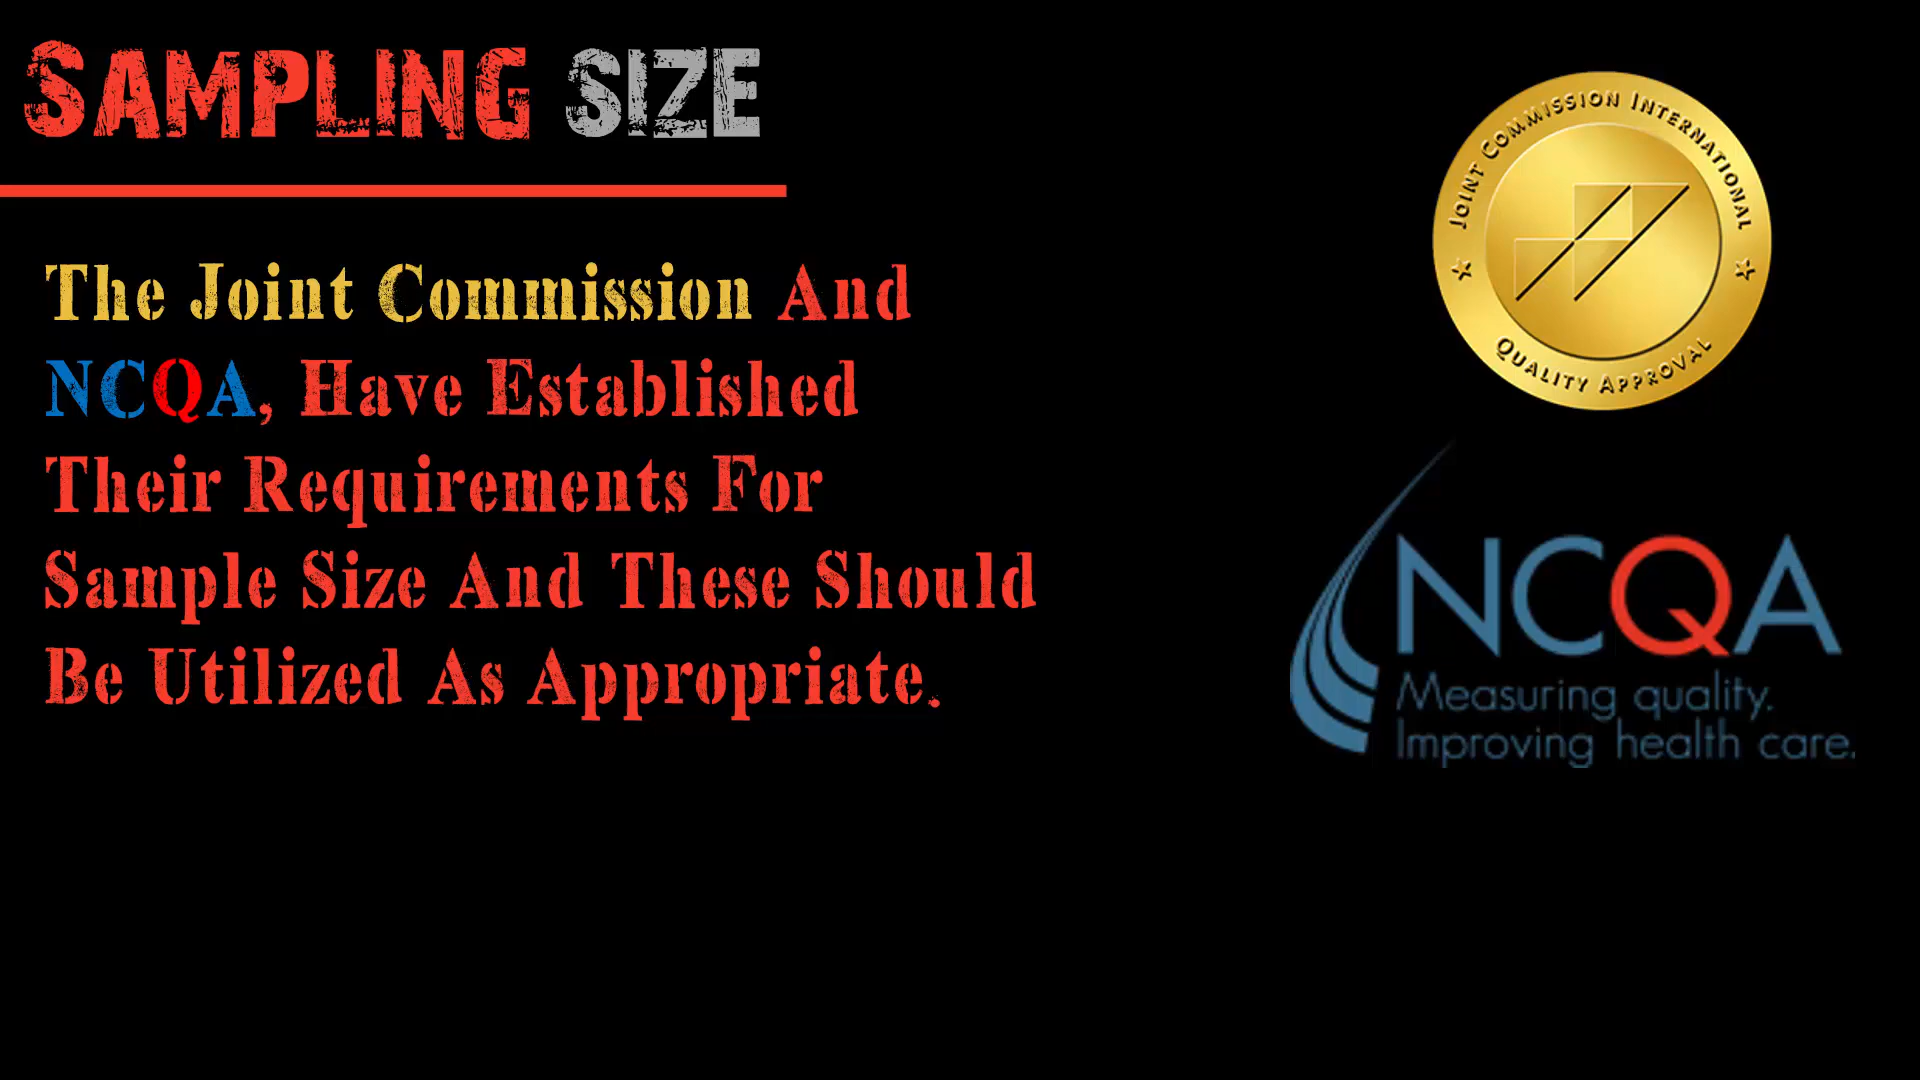 SAMPLING SIZE
The Joint Commission And
NCQA, Have Established
Their Requirements For
Sample Size And These Should
Be Utilized As Appropriate.
JOINT COMMISSION INTERNATIONAL
QUALITY APPROVAL
NCQA
Measuring quality.
Improving health care.